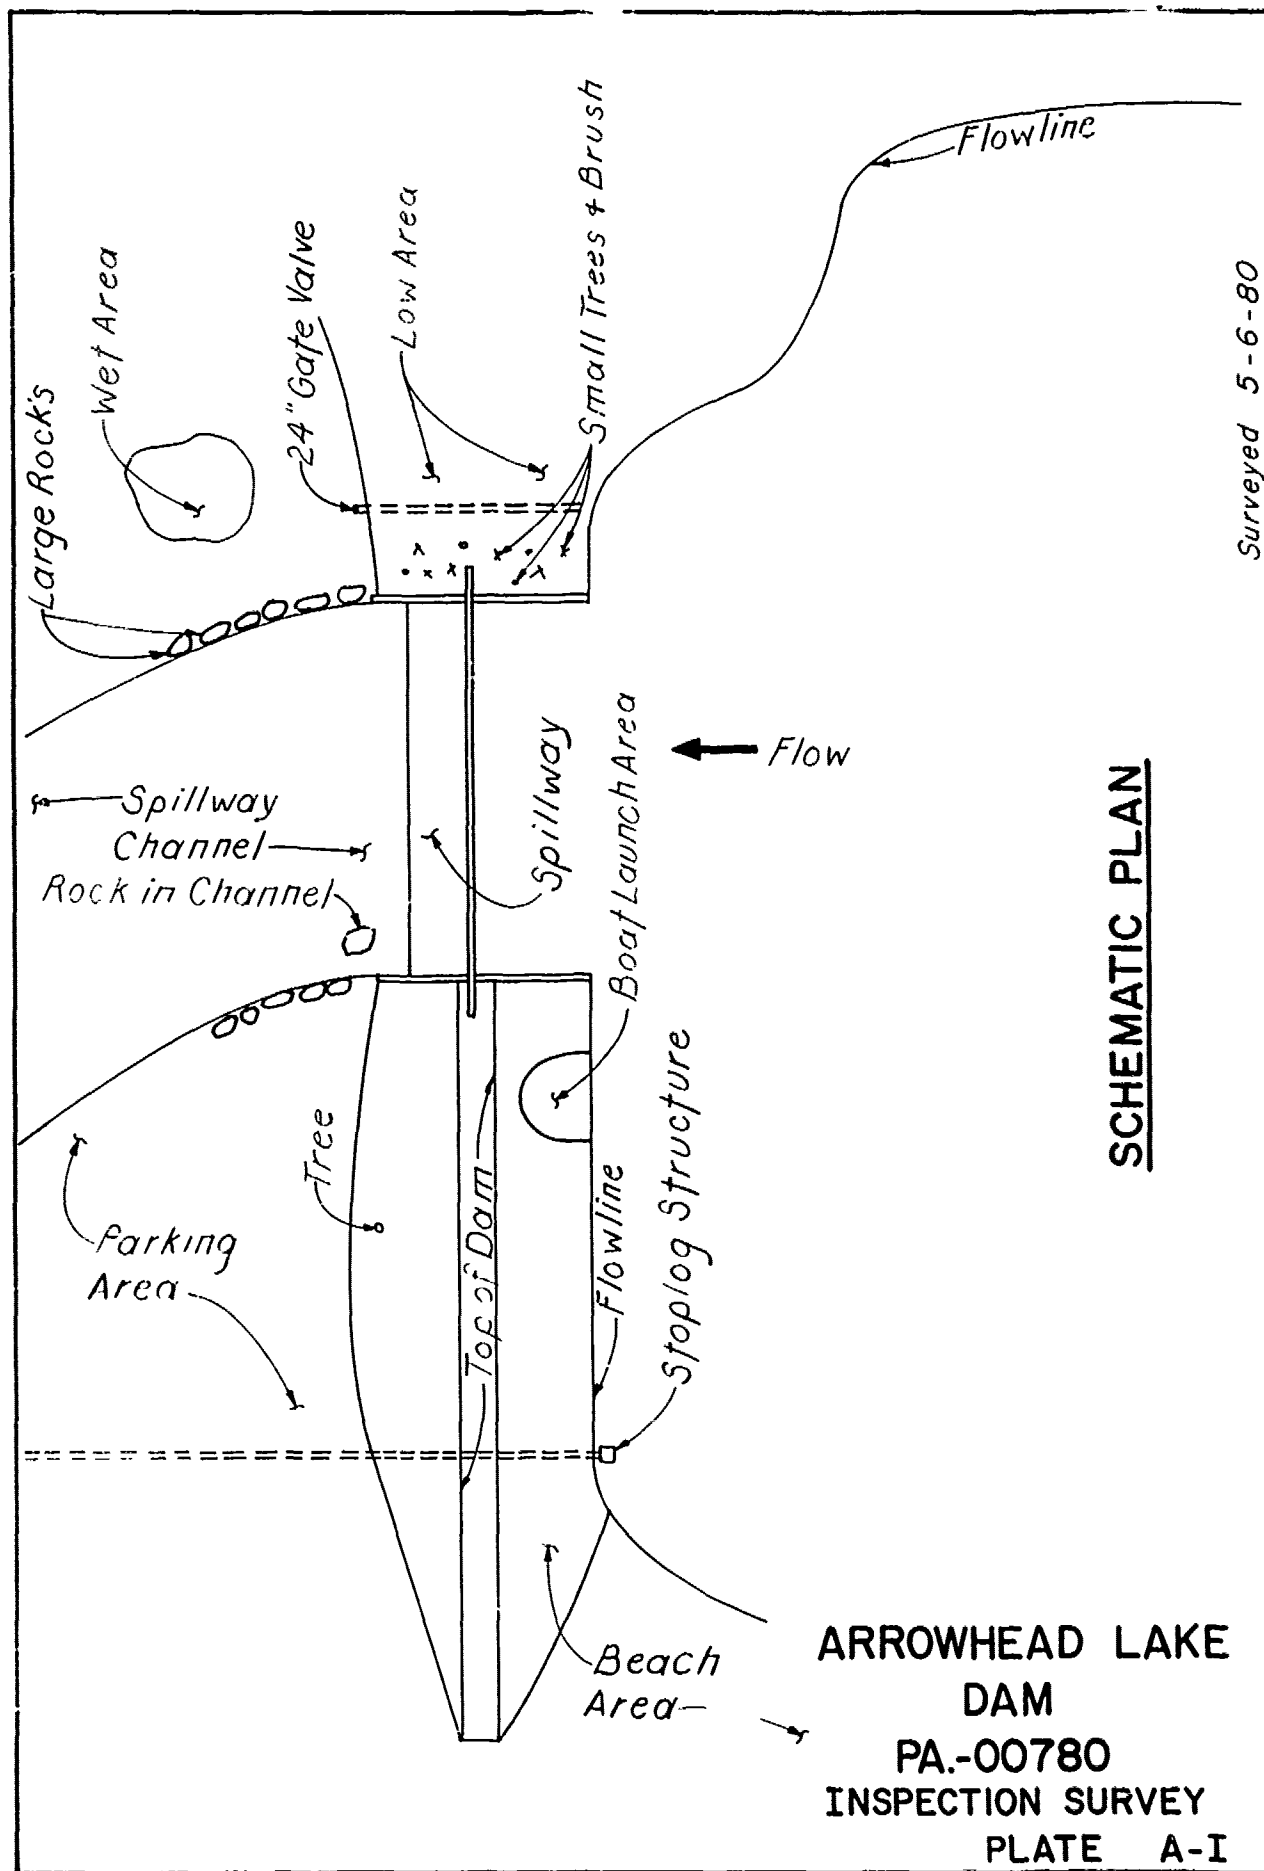 Flowline
Small Trees & Brush
Low Area
24" Gate Valve
Wet Area
Large Rock's
Surveyed 5-6-80
Flow
Boat Launch Area
Spillway
Spillway
Channel
Rock in Channel
SCHEMATIC PLAN
Tree
Top of Dam
Flowline
Stoplog Structure
Parking
Area
Beach
Area
ARROWHEAD LAKE
DAM
PA.-00780
INSPECTION SURVEY
PLATE A-I